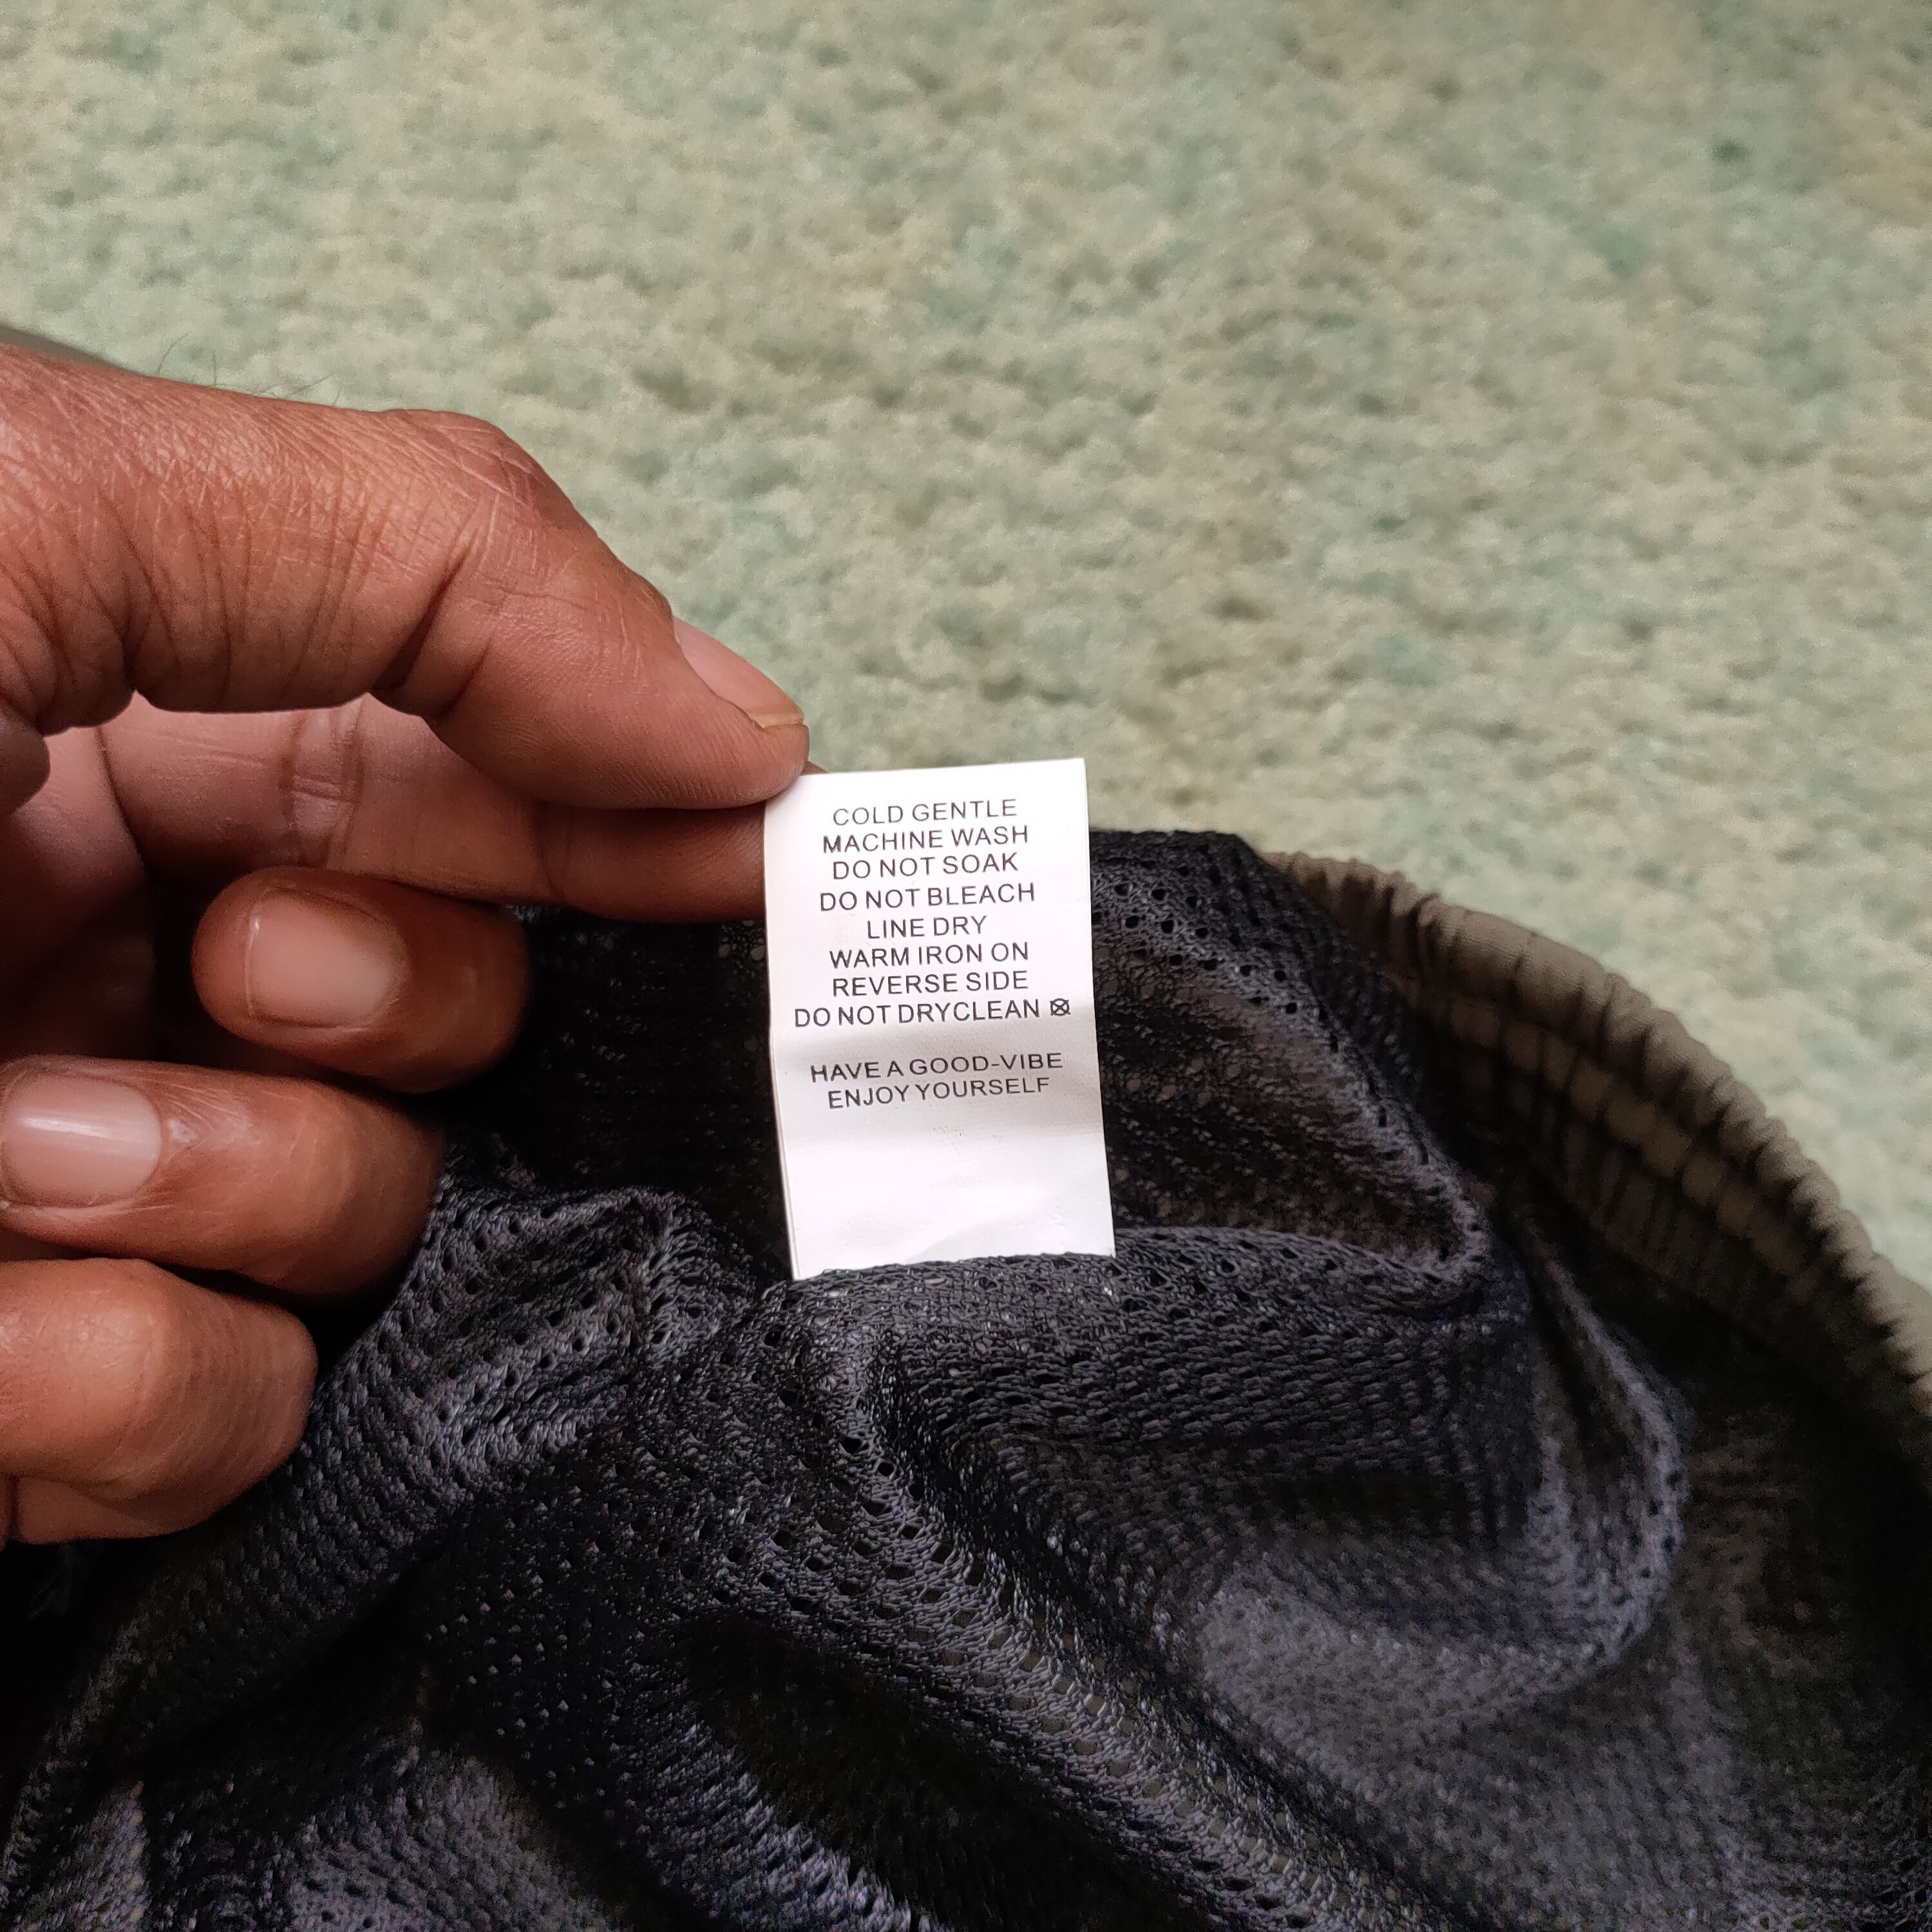 COLD GENTLE
MACHINE WASH
DO NOT SOAK
DO NOT BLEACH
LINE DRY
WARM IRON ON
REVERSE SIDE
DO NOT DRYCLEAN
HAVE A GOOD-VIBE
ENJOY YOURSELF